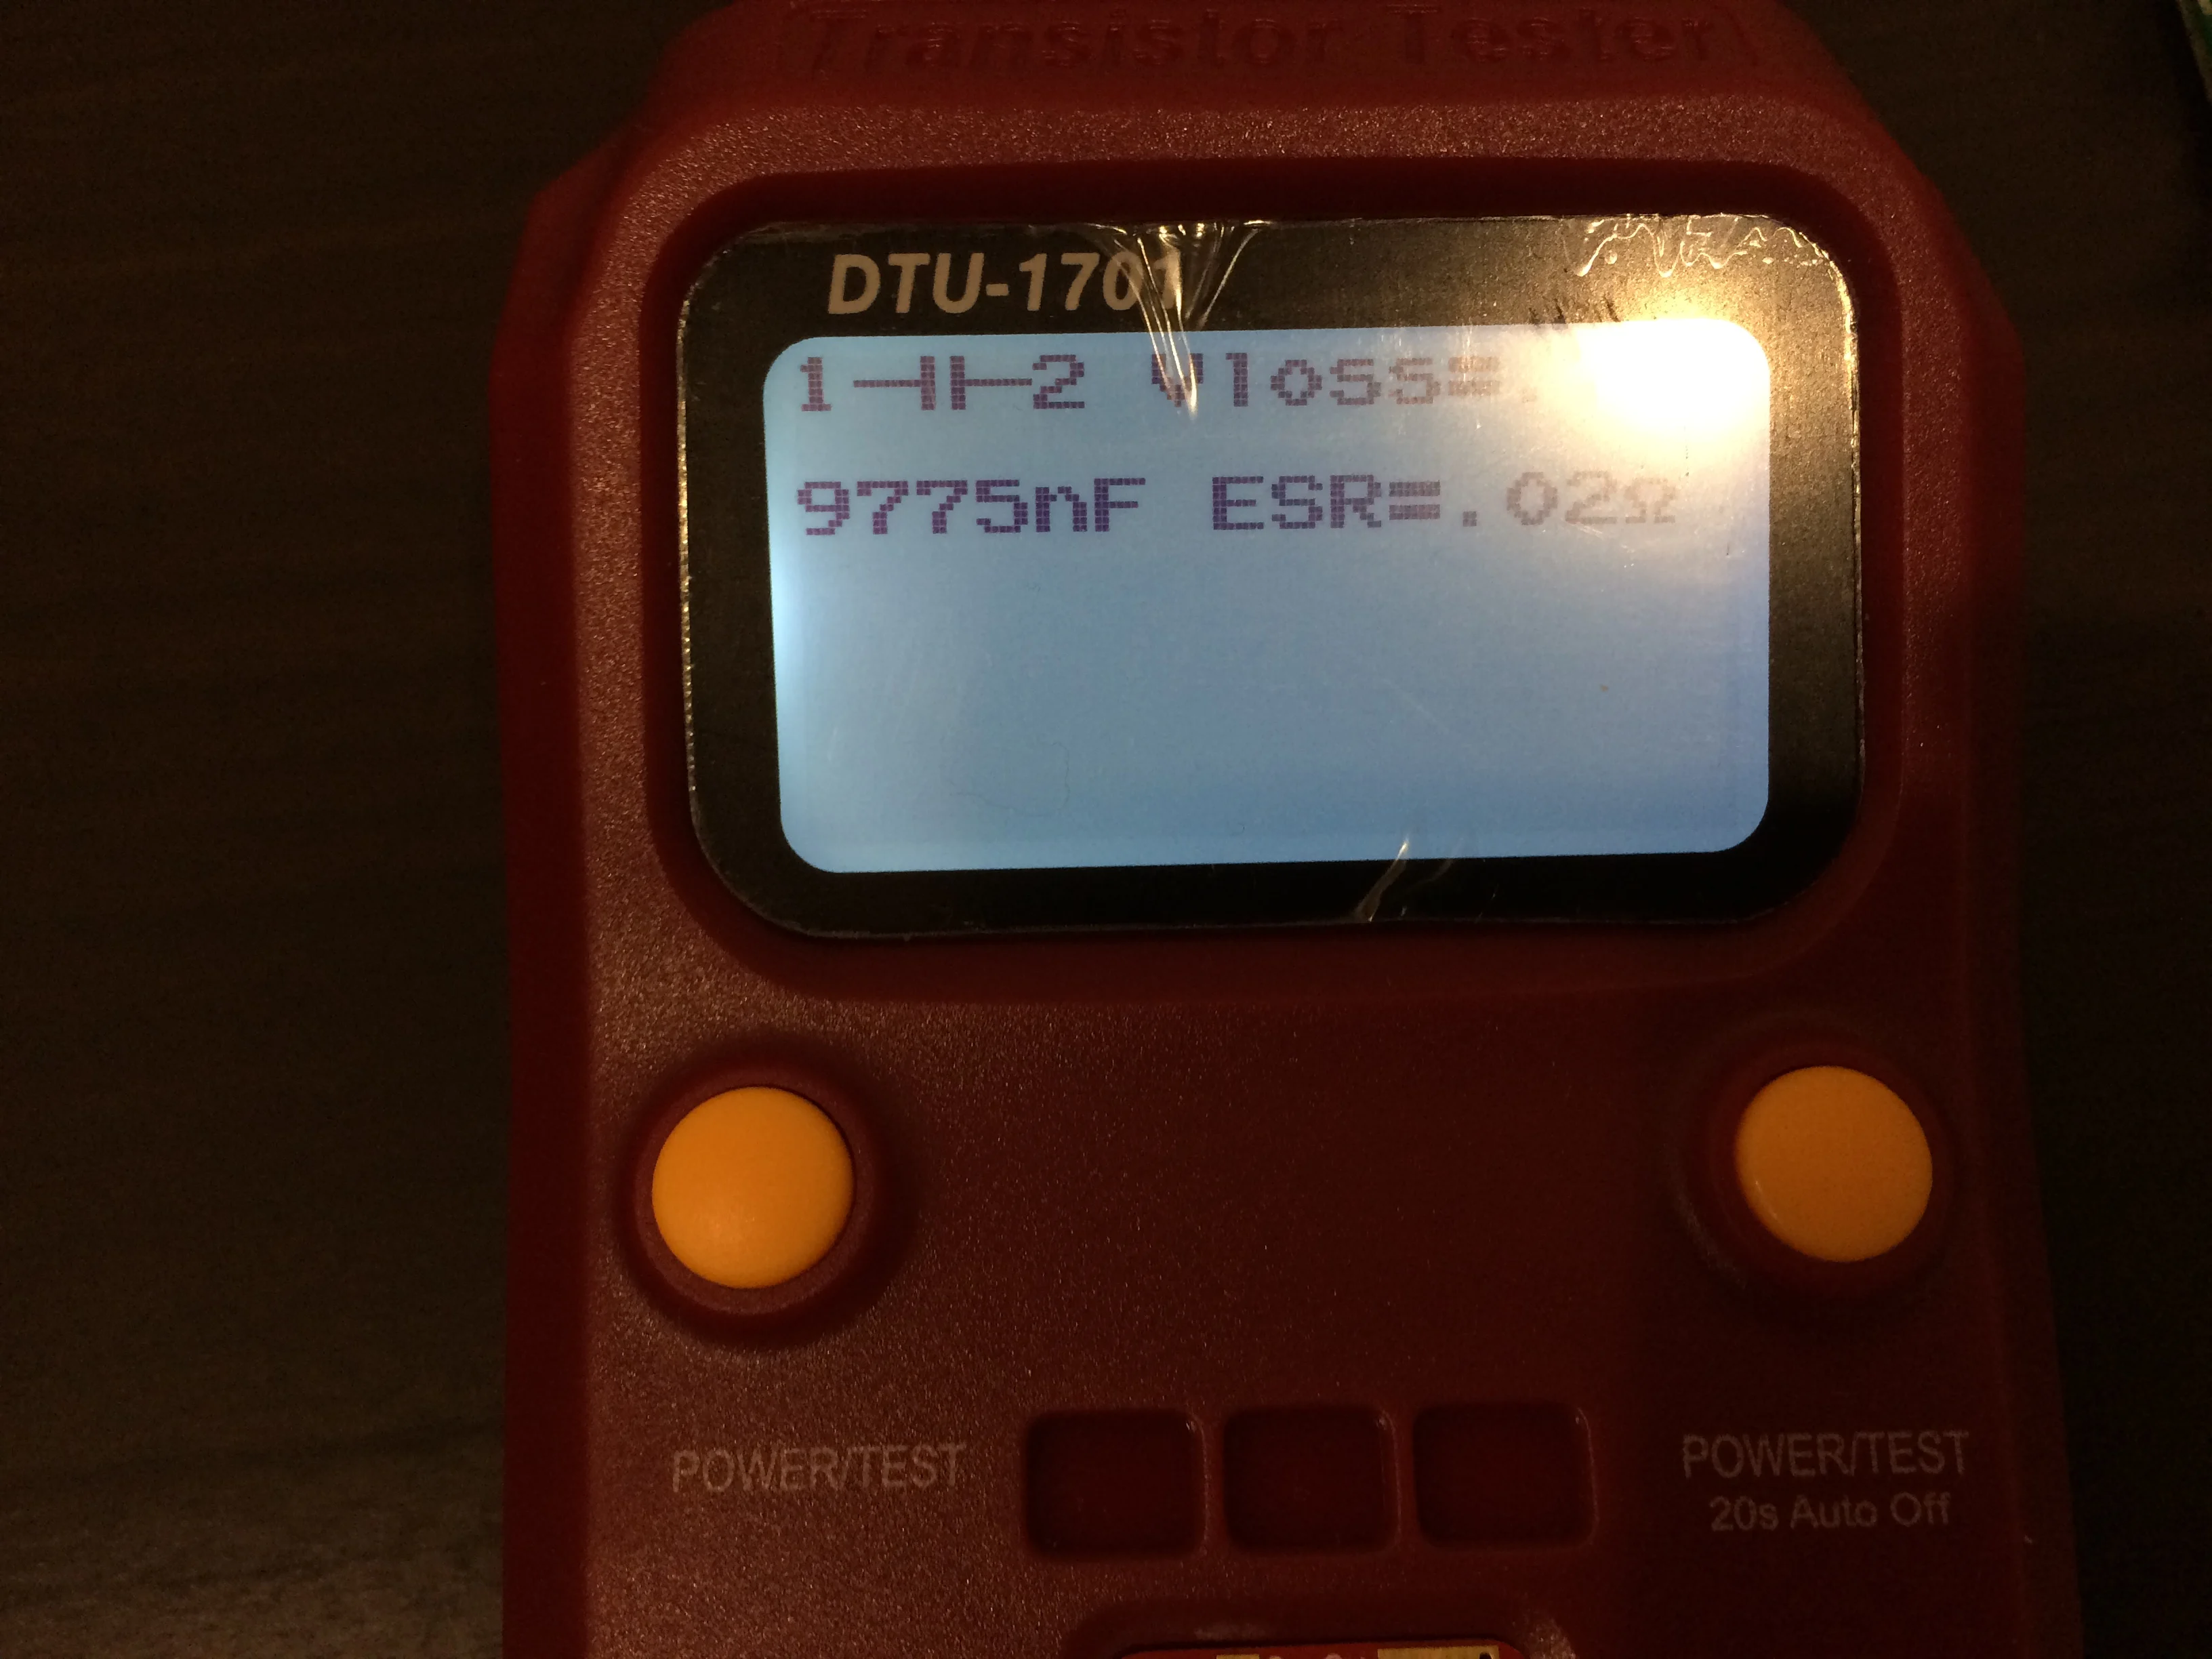 Transistor Tester
DTU-1701
1 2 Vloss=.
9775nF ESR=.02Ω
POWER/TEST
POWER/TEST
20s Auto Off